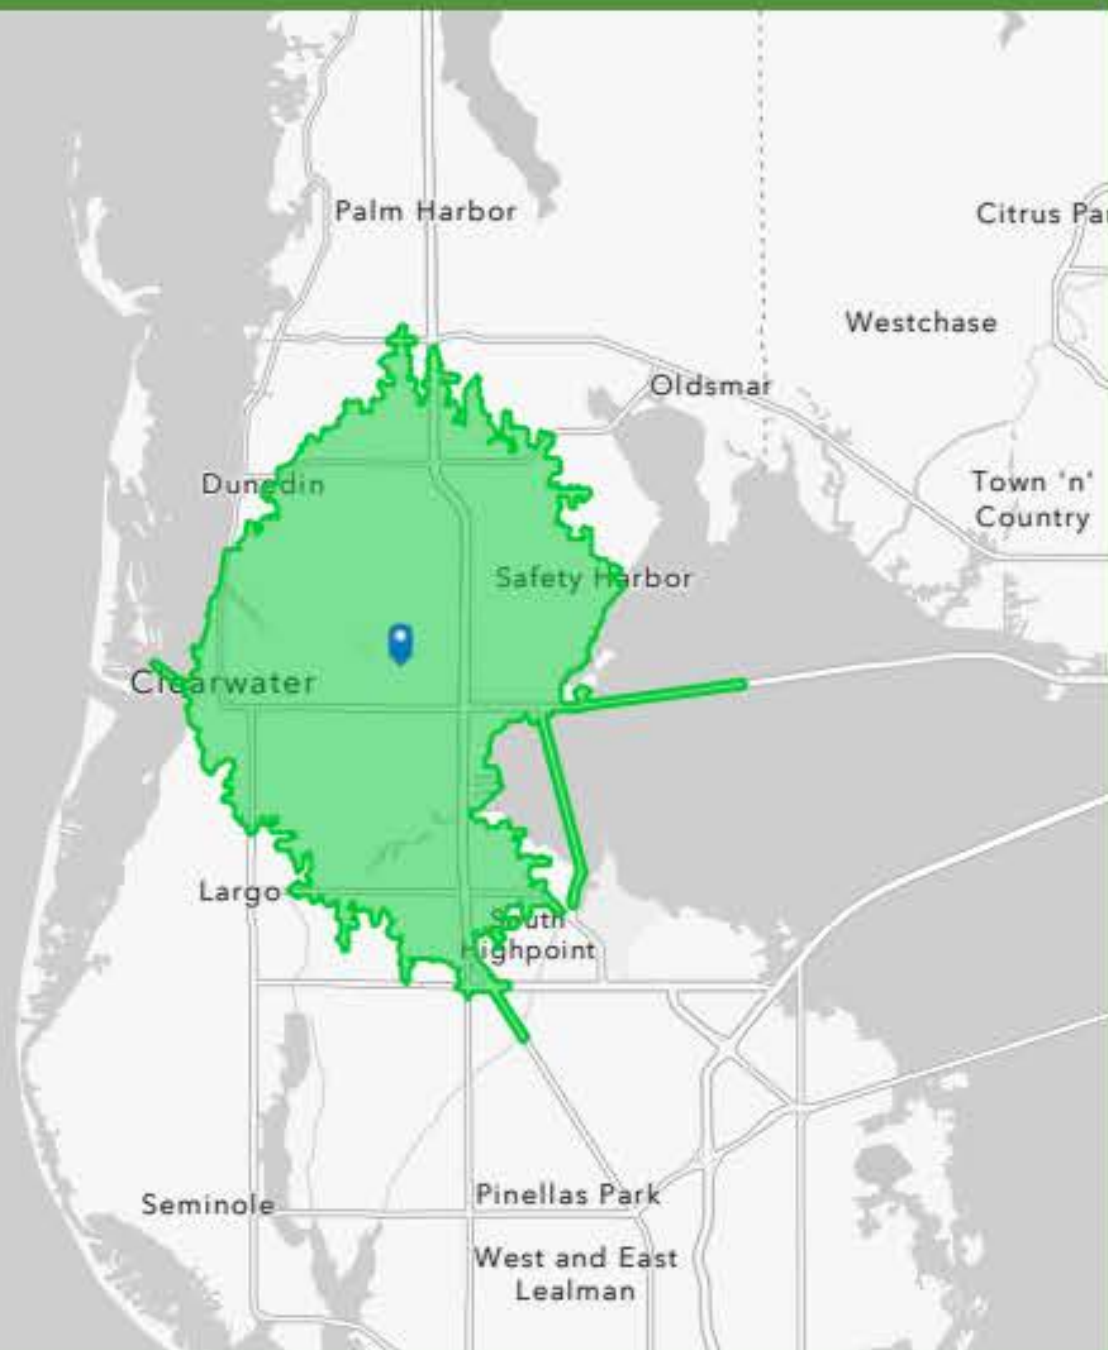 Palm Harbor
Citrus Par
Westchase
Oldsmar
Dunedin
Town 'n'
Country
Safety Harbor
Clearwater
Largo
South
Highpoint
Seminole
Pinellas Park
West and East
Lealman